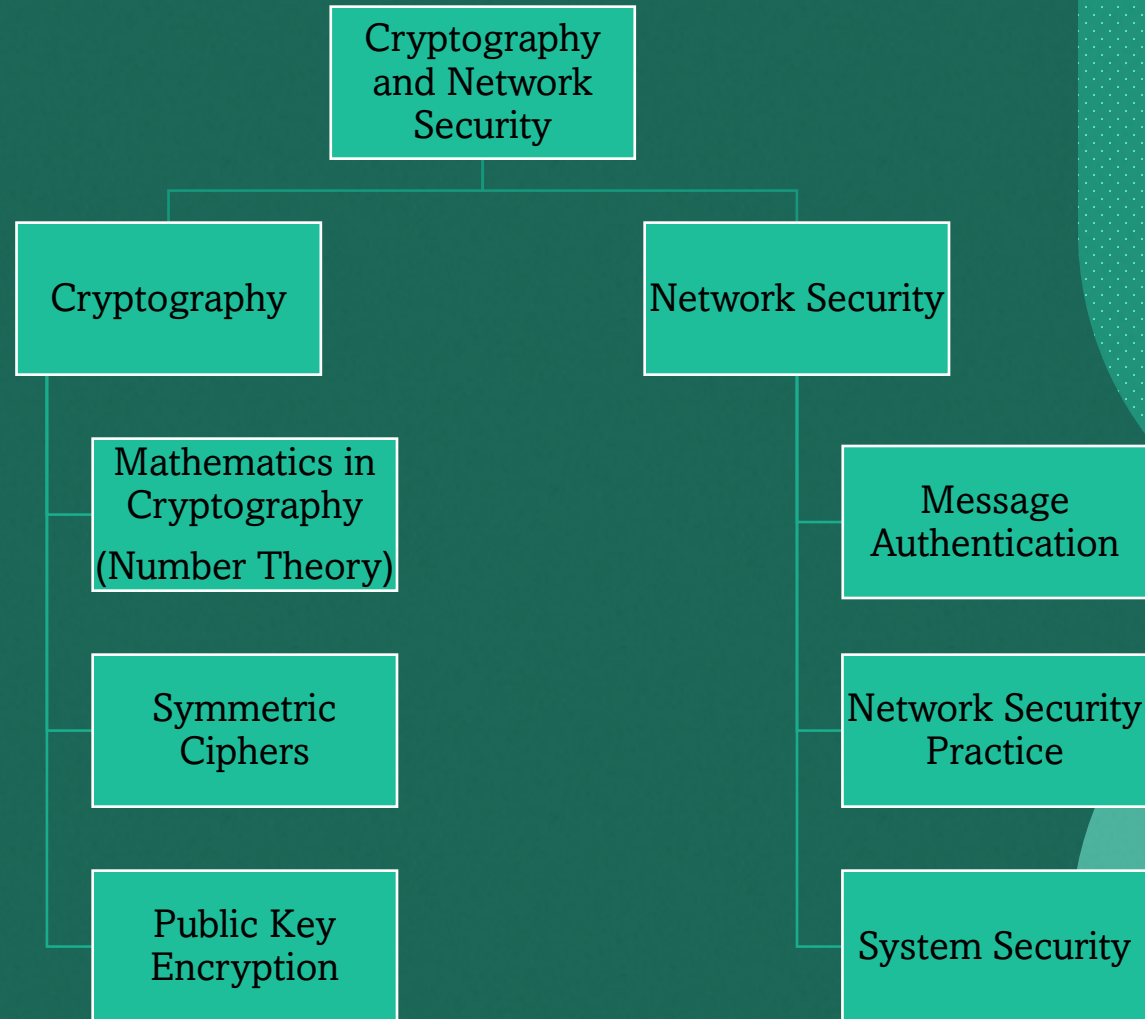 Cryptography
and Network
Security
Cryptography
Network Security
Mathematics in
Cryptography
(Number Theory)
Message
Authentication
Symmetric
Ciphers
Network Security
Practice
Public Key
Encryption
System Security